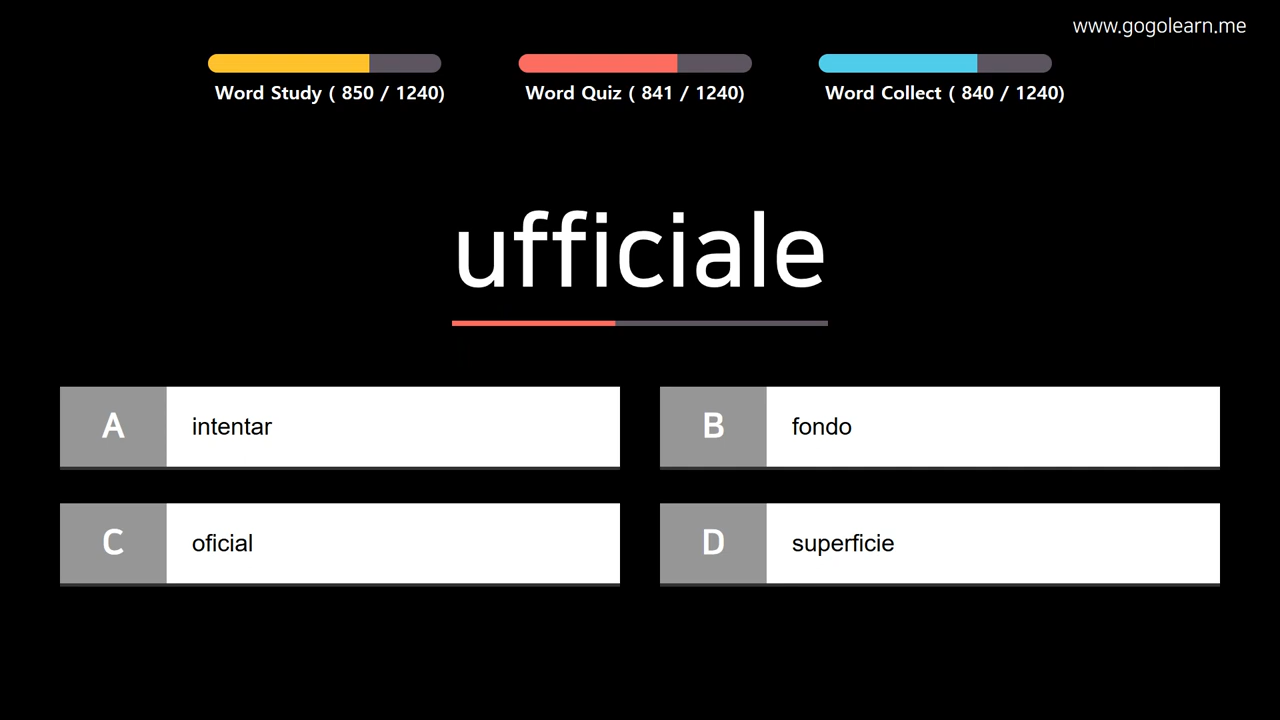 www.gogolearn.me
Word Study ( 850 / 1240)
Word Quiz ( 841 / 1240)
Word Collect ( 840 / 1240)
ufficiale
A intentar
B fondo
C oficial
D superficie